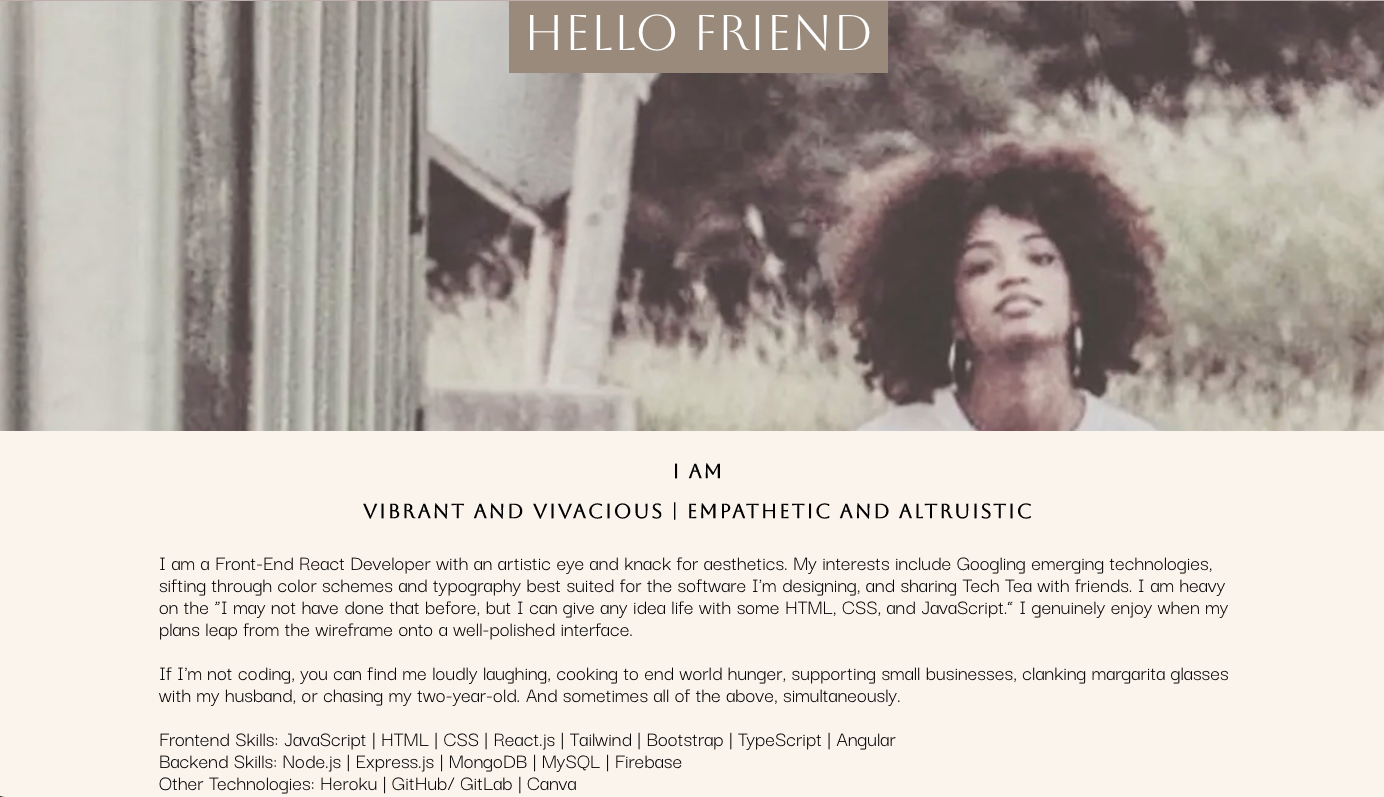 HELLO FRIEND
I AM
VIBRANT AND VIVACIOUS | EMPATHETIC AND ALTRUISTIC
I am a Front-End React Developer with an artistic eye and knack for aesthetics. My interests include Googling emerging technologies,
sifting through color schemes and typography best suited for the software I'm designing, and sharing Tech Tea with friends. I am heavy
on the "I may not have done that before, but I can give any idea life with some HTML, CSS, and JavaScript." I genuinely enjoy when my
plans leap from the wireframe onto a well-polished interface.
If I'm not coding, you can find me loudly laughing, cooking to end world hunger, supporting small businesses, clanking margarita glasses
with my husband, or chasing my two-year-old. And sometimes all of the above, simultaneously.
Frontend Skills: JavaScript | HTML | CSS | React.js | Tailwind | Bootstrap | TypeScript | Angular
Backend Skills: Node.js | Express.js | MongoDB | MySQL | Firebase
Other Technologies: Heroku | GitHub/ GitLab | Canva